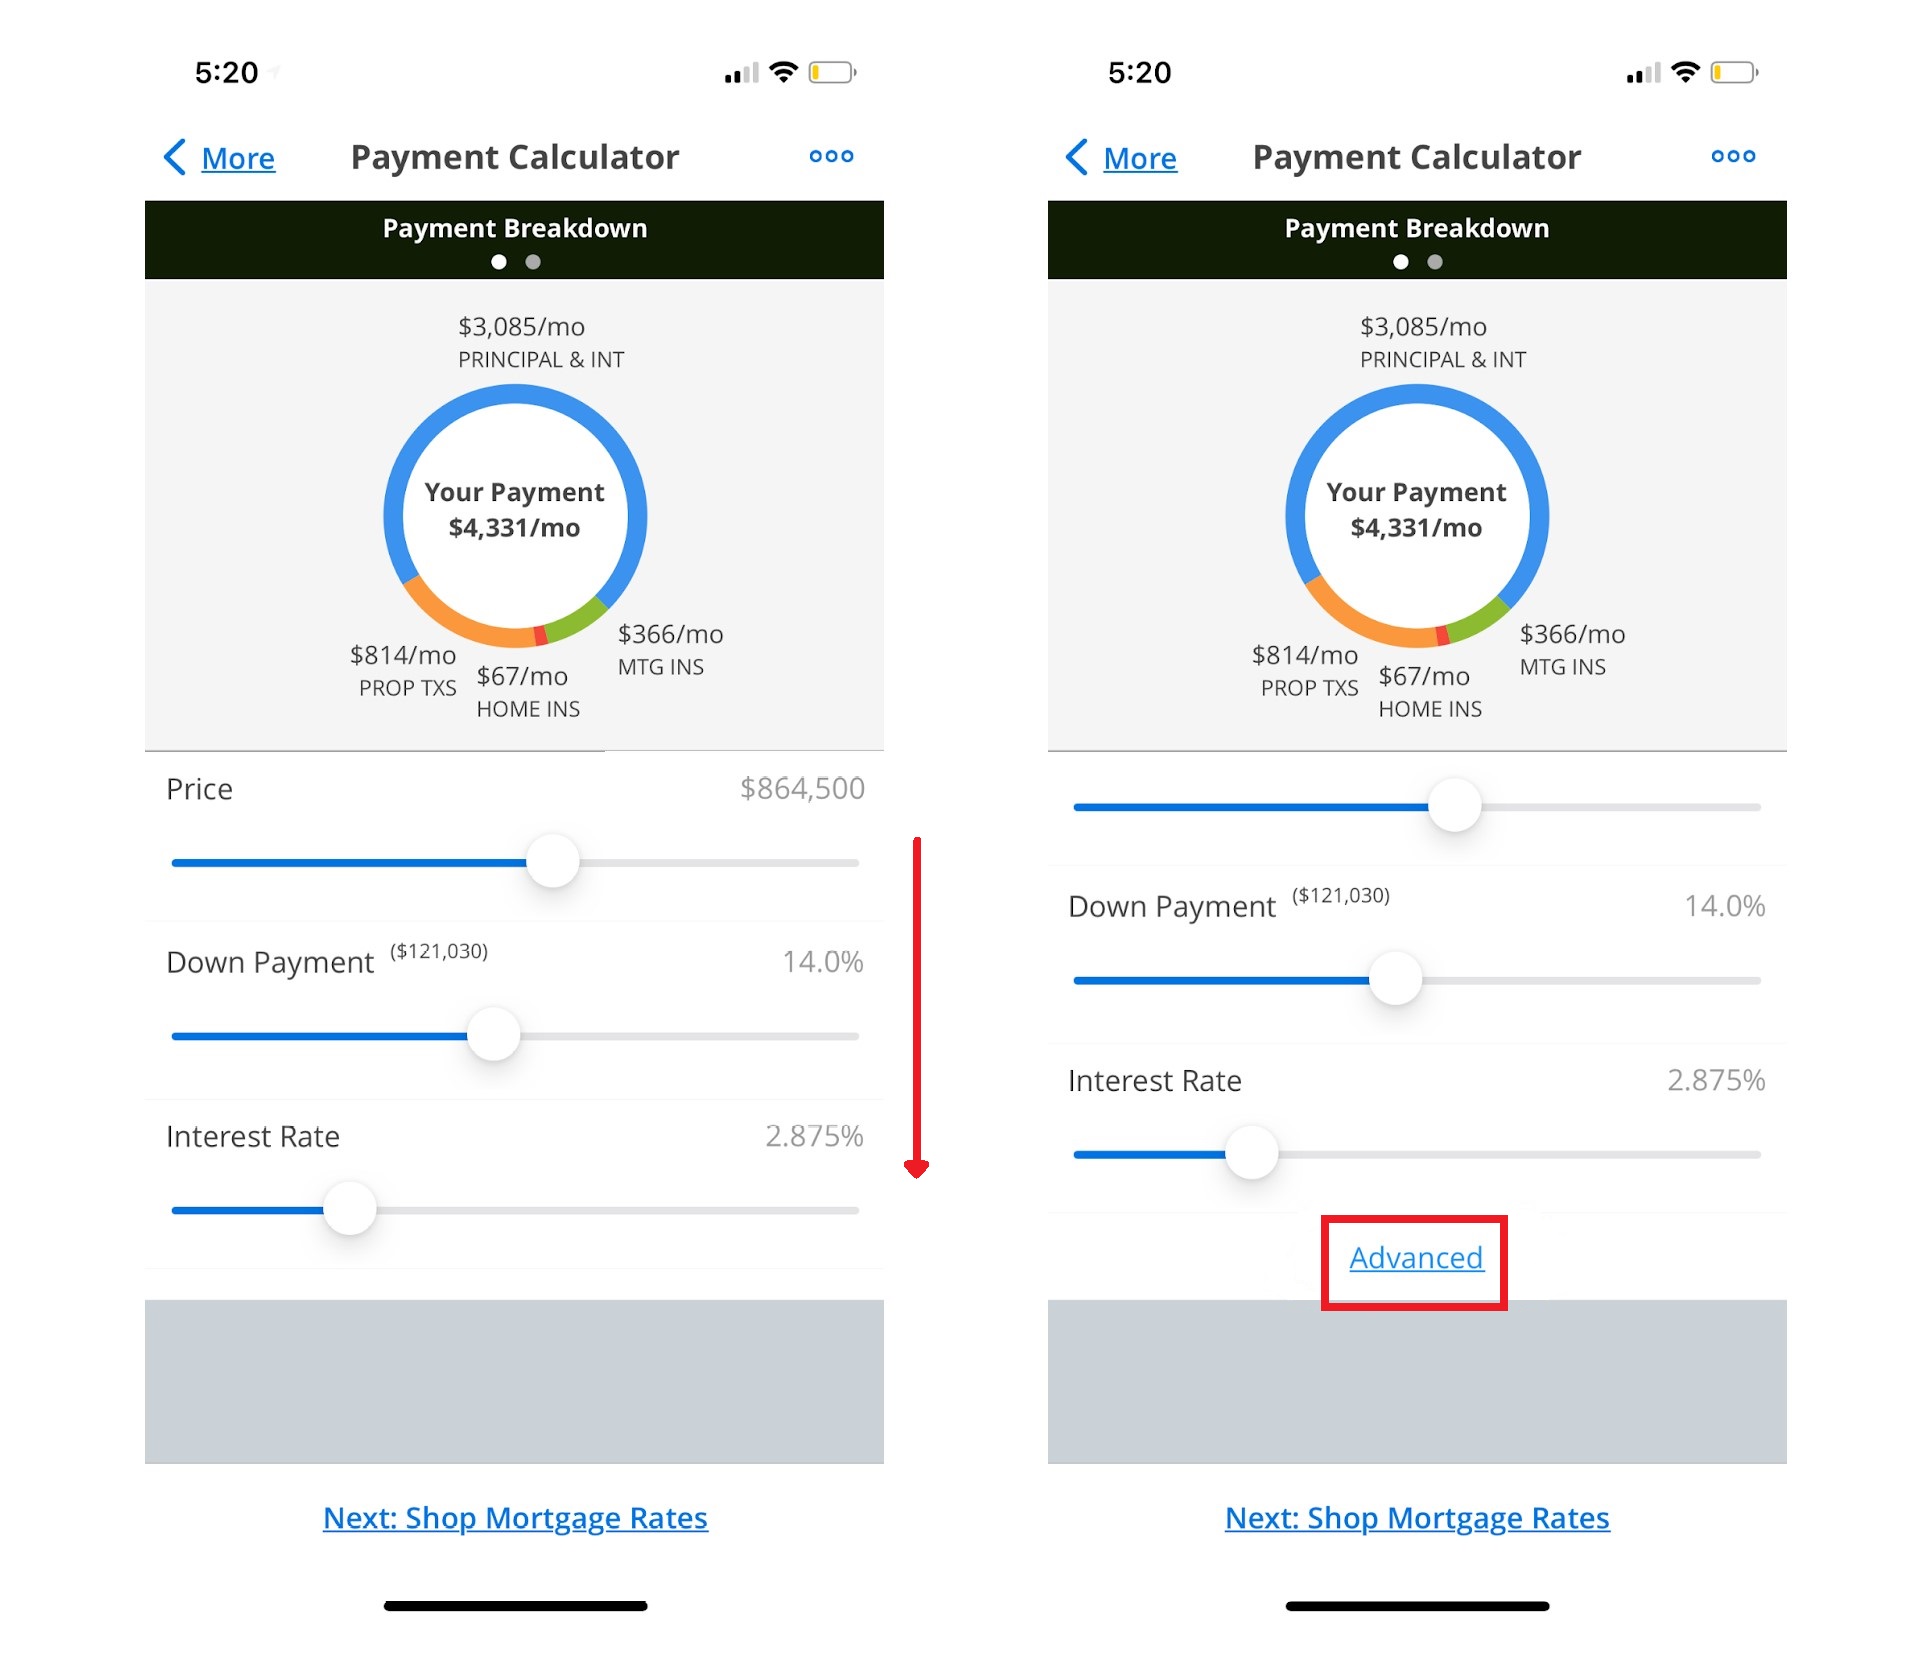 5:20
More
Payment Calculator
Payment Breakdown
$3,085/mo
PRINCIPAL & INT
Your Payment
$4,331/mo
$366/mo
MTG INS
$814/mo
PROP TXS
$67/mo
HOME INS
Price $864,500
Down Payment ($121,030) 14.0%
Interest Rate 2.875%
Next: Shop Mortgage Rates
5:20
More
Payment Calculator
Payment Breakdown
$3,085/mo
PRINCIPAL & INT
Your Payment
$4,331/mo
$366/mo
MTG INS
$814/mo
PROP TXS
$67/mo
HOME INS
Down Payment ($121,030) 14.0%
Interest Rate 2.875%
Advanced
Next: Shop Mortgage Rates